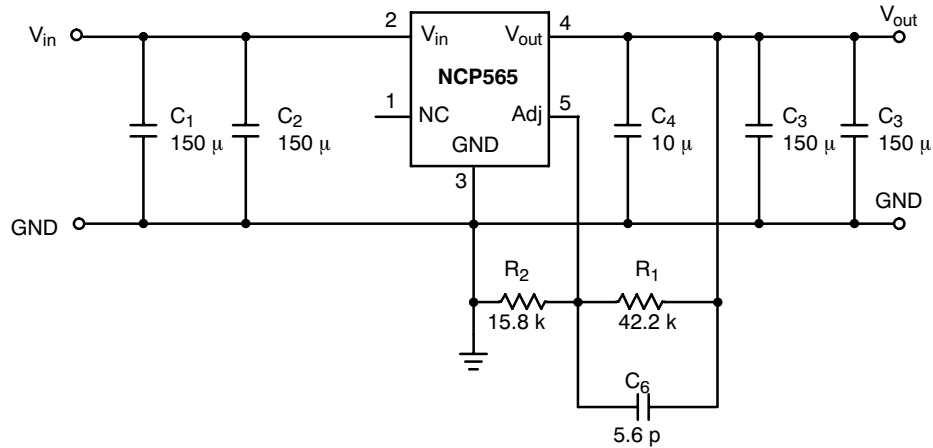 V_in
2
V_in
V_out
4
V_out
NCP565
C_1
150 μ
C_2
150 μ
1
NC
Adj
5
C_4
10 μ
C_3
150 μ
C_3
150 μ
GND
3
GND
GND
R_2
15.8 k
R_1
42.2 k
C_6
5.6 p